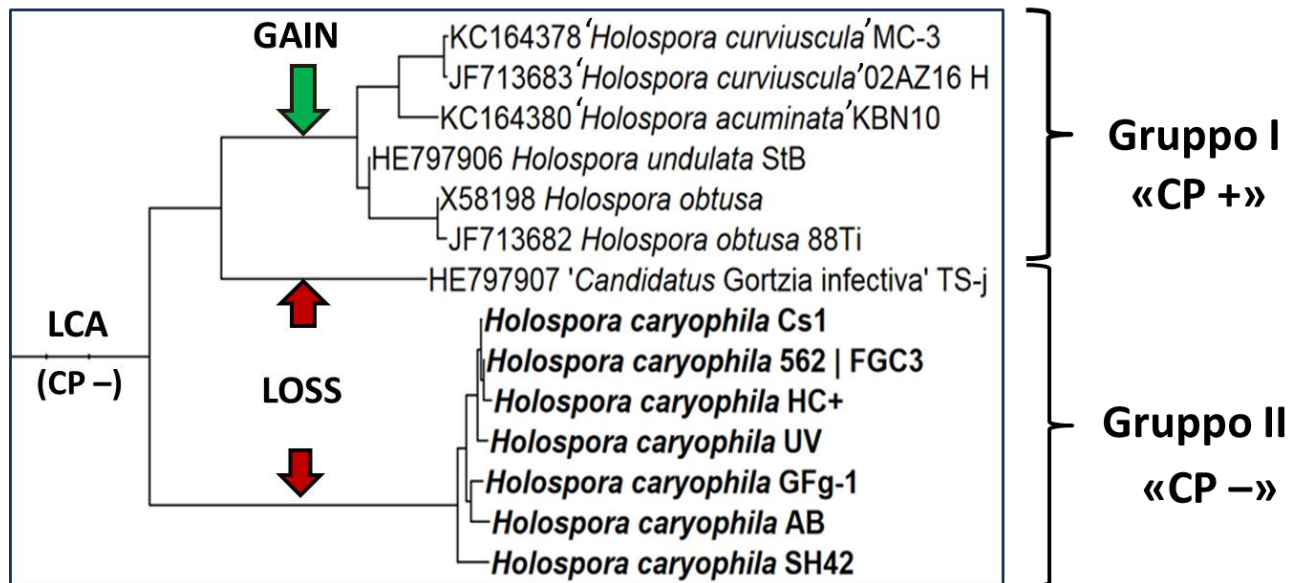 GAIN
KC164378 ‘Holospora curviuscula’ MC-3
JF713683 ‘Holospora curviuscula’ 02AZ16 H
KC164380 ‘Holospora acuminata’ KBN10
HE797906 Holospora undulata StB
X58198 Holospora obtusa
JF713682 Holospora obtusa 88Ti
HE797907 'Candidatus Gortzia infectiva' TS-j
Holospora caryophila Cs1
Holospora caryophila 562 | FGC3
Holospora caryophila HC+
Holospora caryophila UV
Holospora caryophila GFg-1
Holospora caryophila AB
Holospora caryophila SH42
LCA
(CP –)
LOSS
Gruppo I
«CP +»
Gruppo II
«CP –»